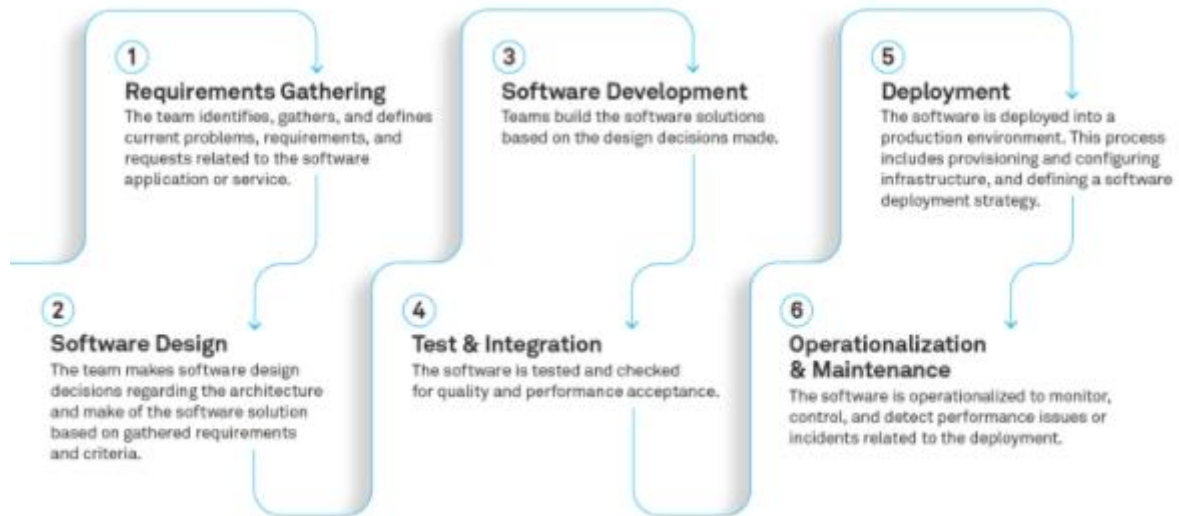 1
Requirements Gathering
The team identifies, gathers, and defines
current problems, requirements, and
requests related to the software
application or service.
2
Software Design
The team makes software design
decisions regarding the architecture
and make of the software solution
based on gathered requirements
and criteria.
3
Software Development
Teams build the software solutions
based on the design decisions made.
4
Test & Integration
The software is tested and checked
for quality and performance acceptance.
5
Deployment
The software is deployed into a
production environment. This process
includes provisioning and configuring
infrastructure, and defining a software
deployment strategy.
6
Operationalization
& Maintenance
The software is operationalized to monitor,
control, and detect performance issues or
incidents related to the deployment.